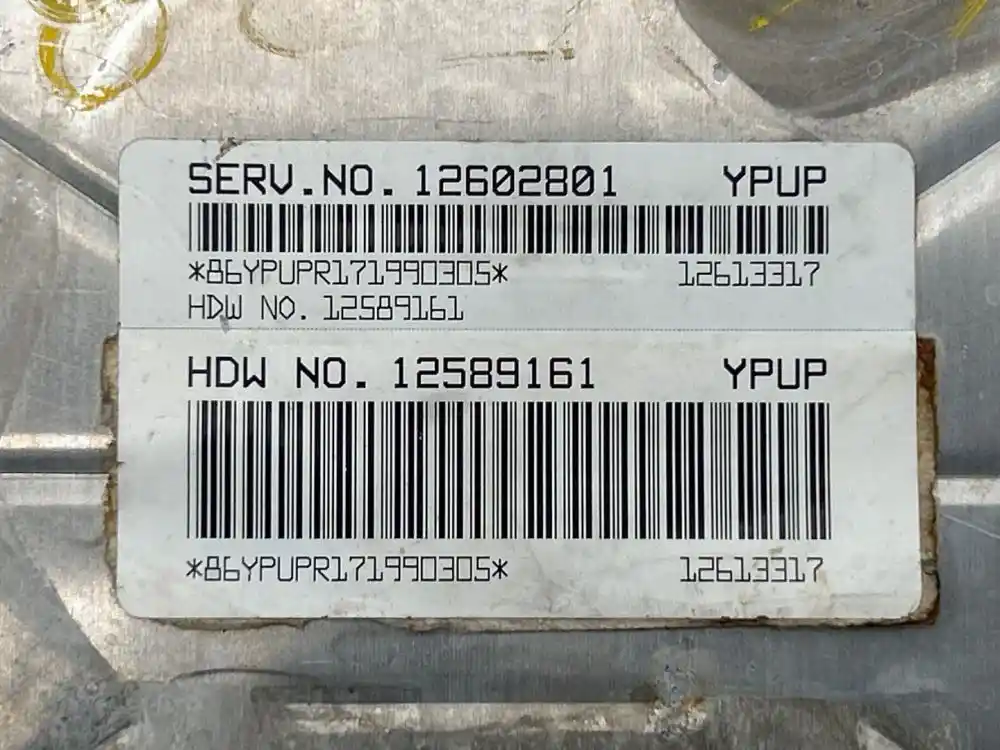 SERV.NO. 12602801 YPUP
*86YPUPR171990305* 12613317
HDW NO. 12589161
HDW NO. 12589161 YPUP
*86YPUPR171990305* 12613317